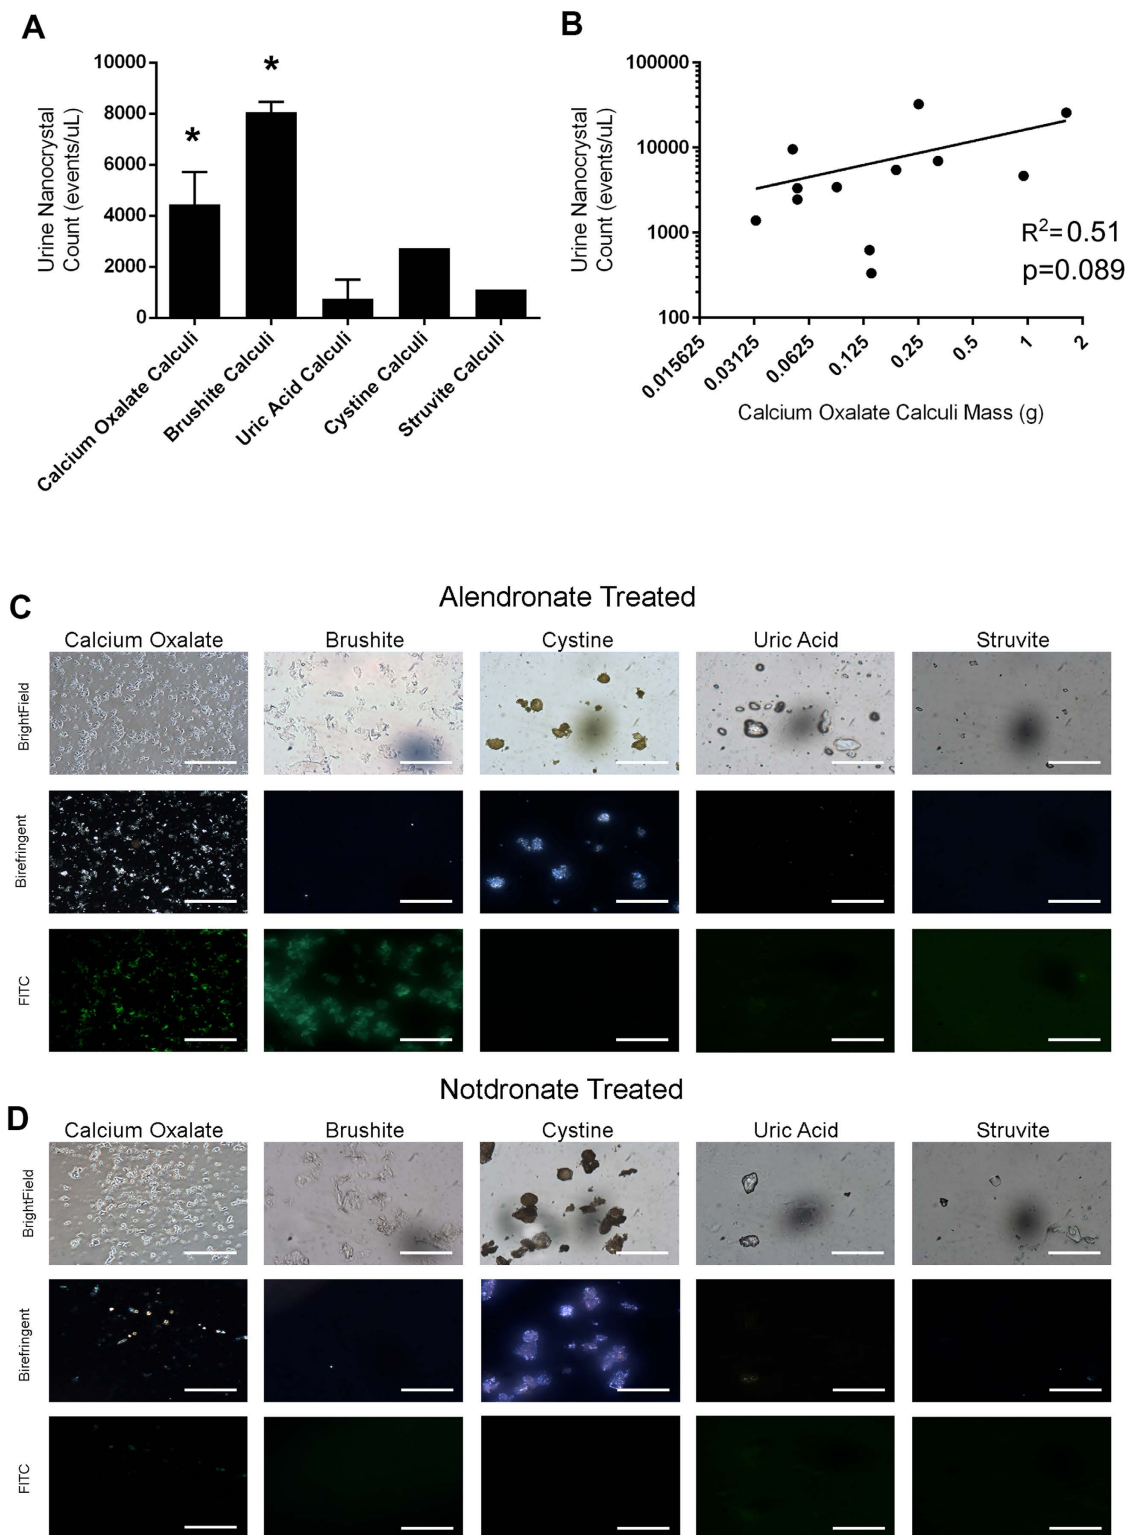 A
Urine Nanocrystal
Count (events/uL)
10000
8000
6000
4000
2000
0
*
*
Calcium Oxalate Calculi
Brushite Calculi
Uric Acid Calculi
Cystine Calculi
Struvite Calculi
B
Urine Nanocrystal
Count (events/uL)
100000
10000
1000
100
R²=0.51
p=0.089
0.015625
0.03125
0.0625
0.125
0.25
0.5
1
2
Calcium Oxalate Calculi Mass (g)
C
Alendronate Treated
Calcium Oxalate Brushite Cystine Uric Acid Struvite
BrightField
Birefringent
FITC
Notdronate Treated
D
Calcium Oxalate Brushite Cystine Uric Acid Struvite
BrightField
Birefringent
FITC